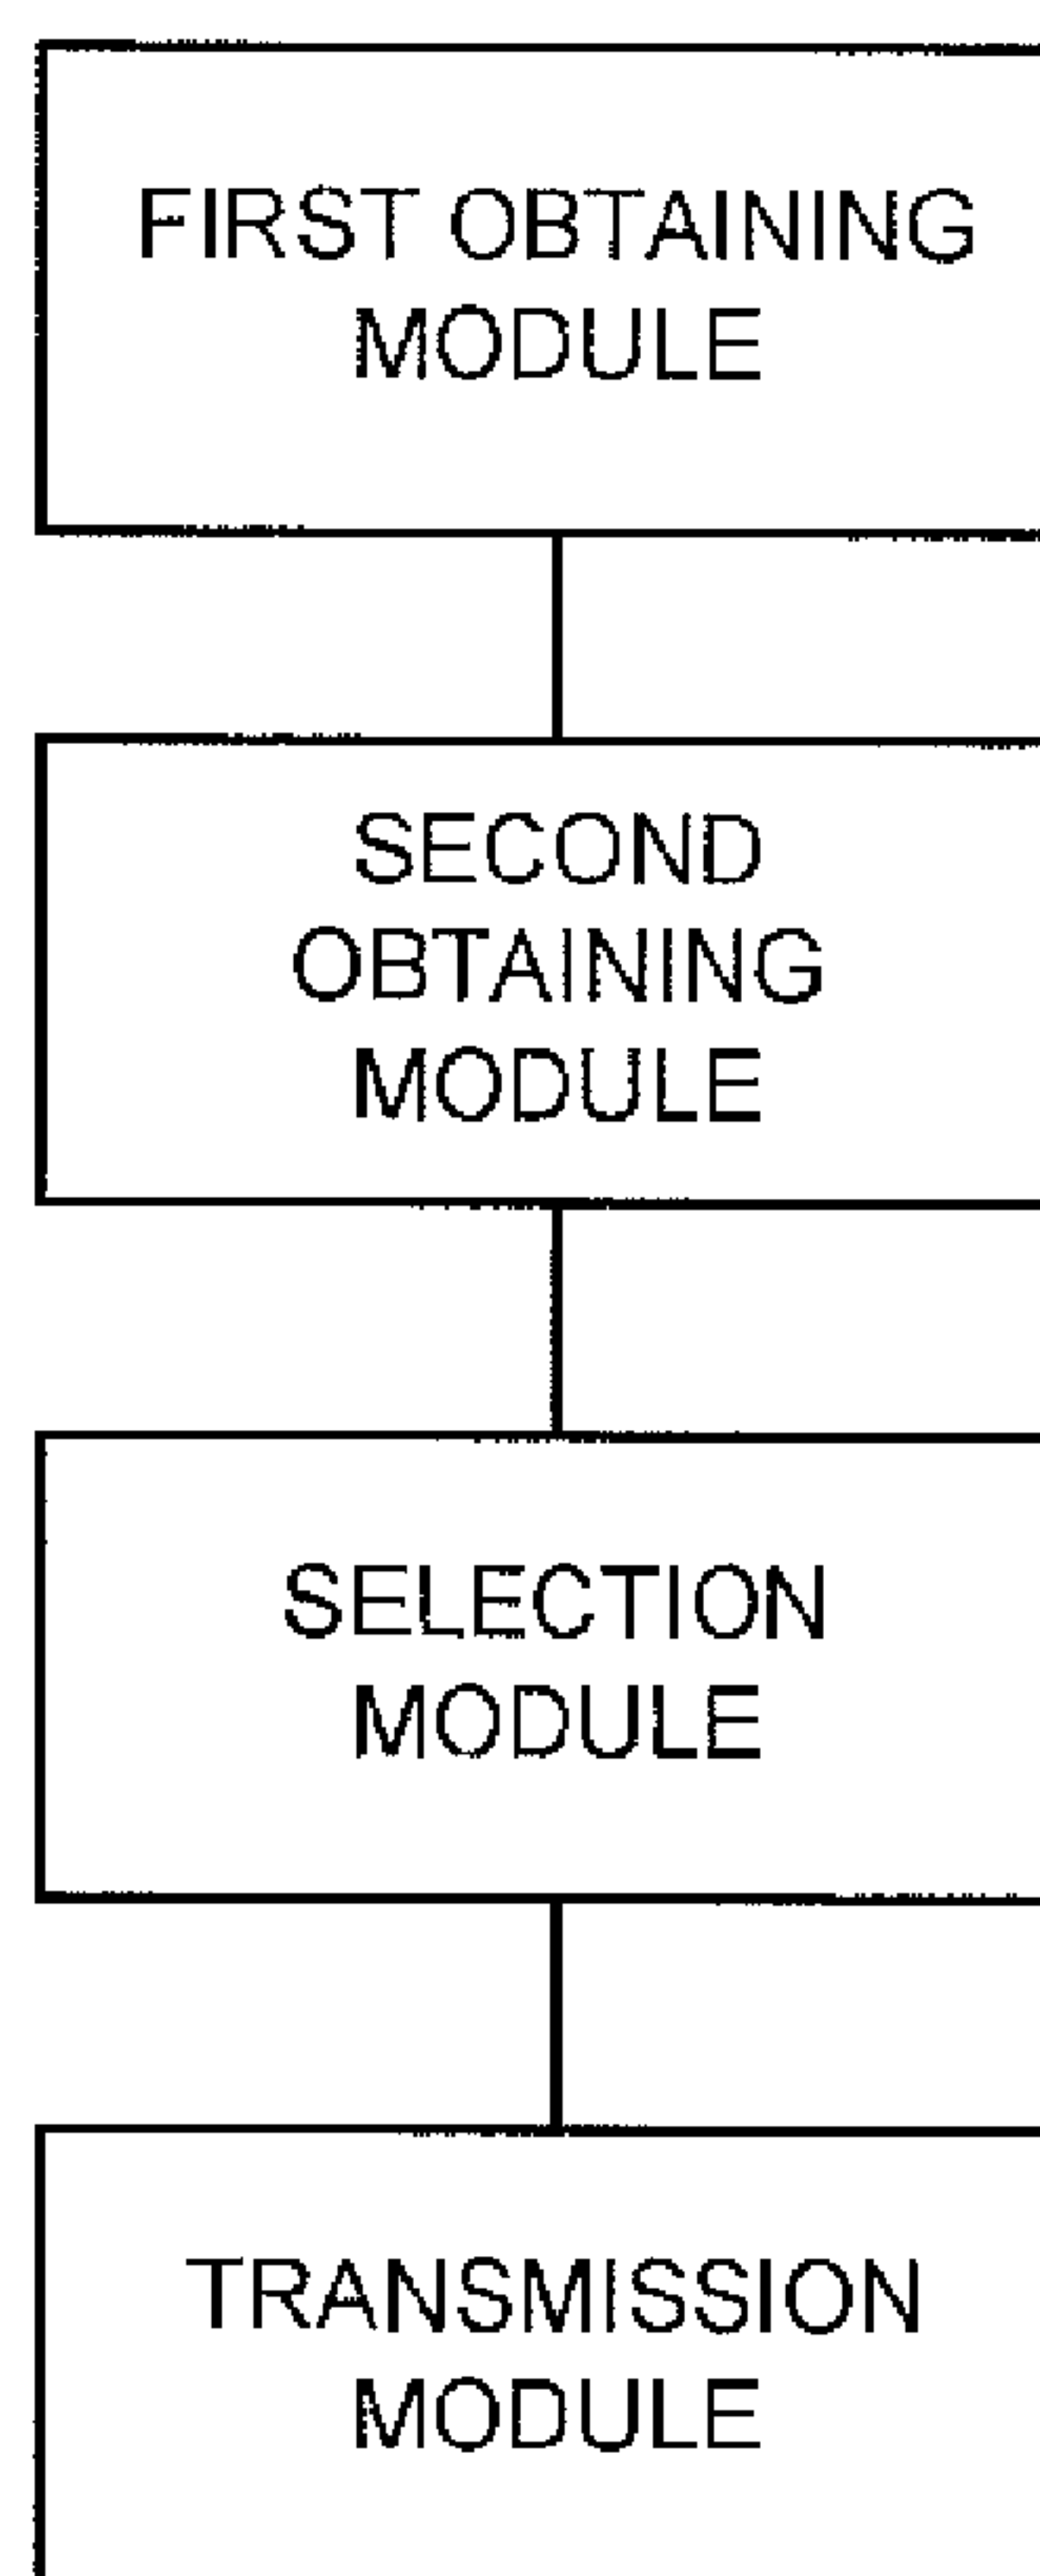 FIRST OBTAINING
MODULE
SECOND
OBTAINING
MODULE
SELECTION
MODULE
TRANSMISSION
MODULE